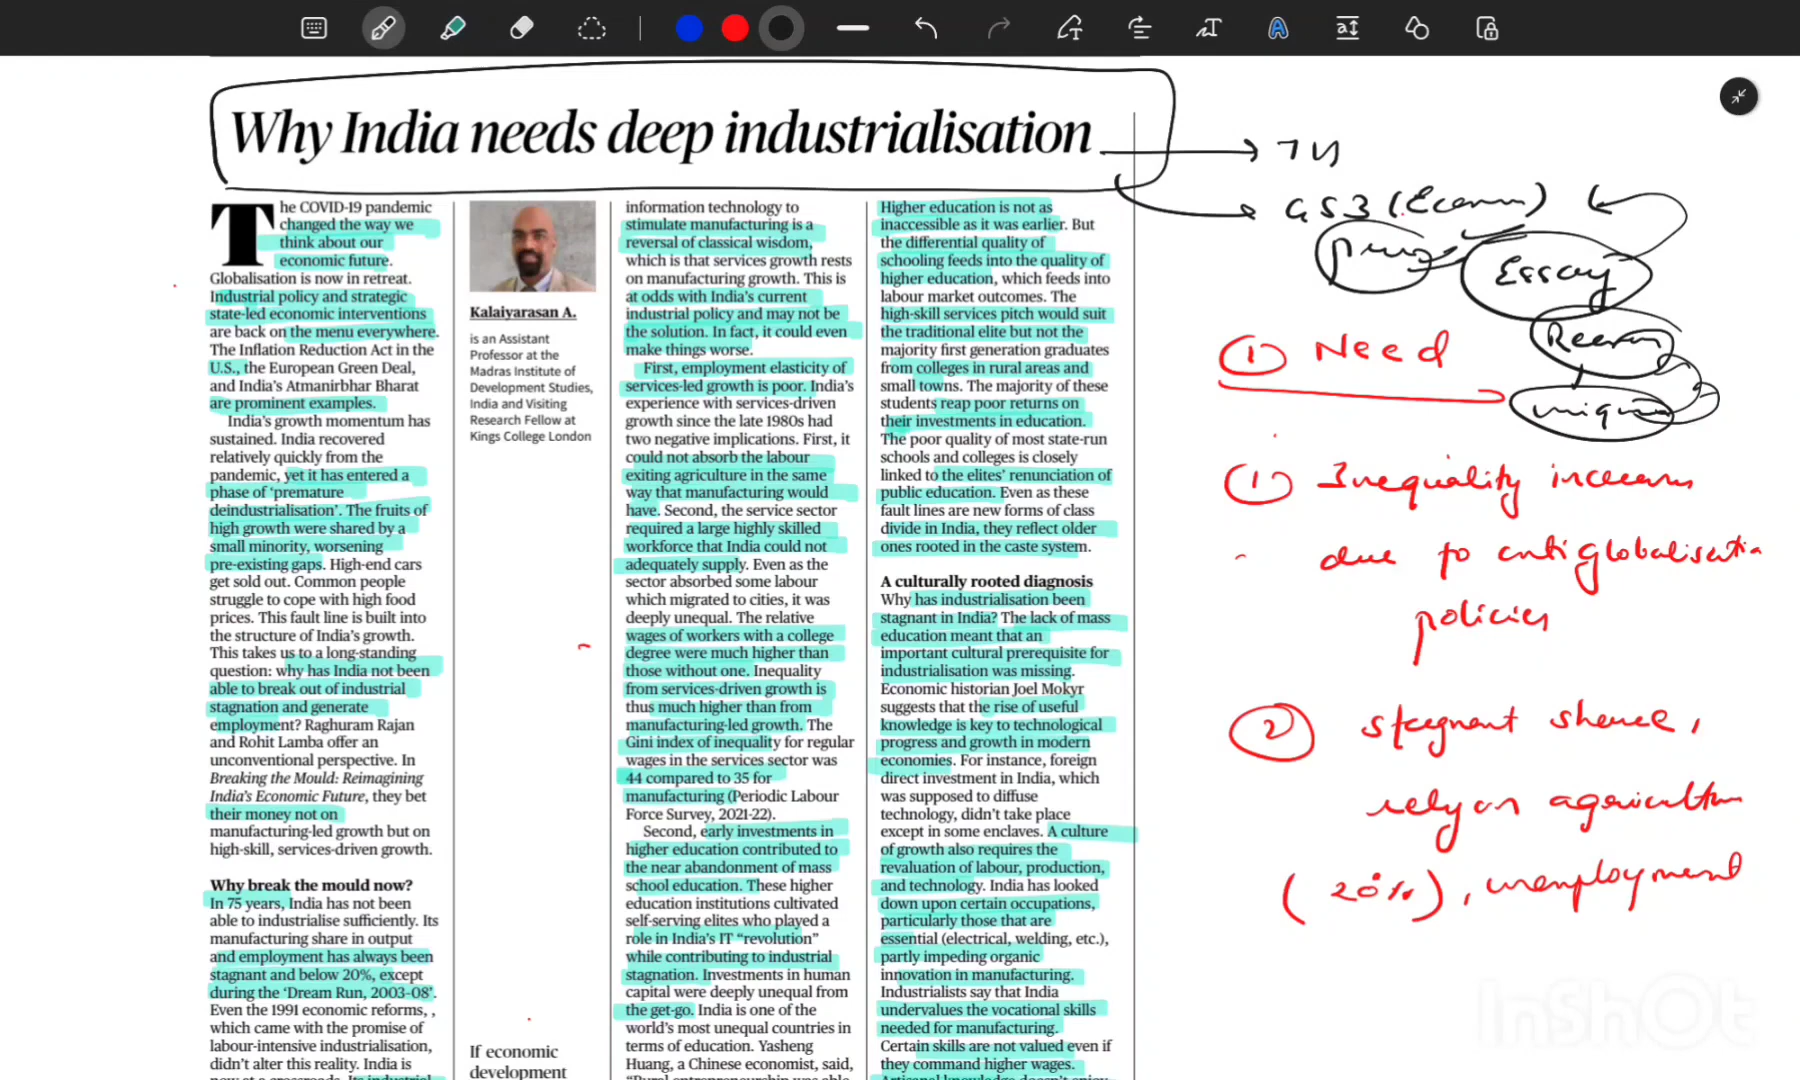 Why India needs deep industrialisation
The COVID-19 pandemic
changed the way we
think about our
economic future.
Globalisation is now in retreat.
Industrial policy and strategic
state-led economic interventions
are back on the menu everywhere.
The Inflation Reduction Act in the
U.S., the European Green Deal,
and India's Atmanirbhar Bharat
are prominent examples.
India's growth momentum has
sustained. India recovered
relatively quickly from the
pandemic, yet it has entered a
phase of 'premature
deindustrialisation'. The fruits of
high growth were shared by a
small minority, worsening
pre-existing gaps. High-end cars
get sold out. Common people
struggle to cope with high food
prices. This fault line is built into
the structure of India's growth.
This takes us to a long-standing
question: why has India not been
able to break out of industrial
stagnation and generate
employment? Raghuram Rajan
and Rohit Lamba offer an
unconventional perspective. In
Breaking the Mould: Reimagining
India's Economic Future, they bet
their money not on
manufacturing-led growth but on
high-skill, services-driven growth.
Why break the mould now?
In 75 years, India has not been
able to industrialise sufficiently. Its
manufacturing share in output
and employment has always been
stagnant and below 20%, except
during the 'Dream Run, 2003-08'.
Even the 1991 economic reforms, ,
which came with the promise of
labour-intensive industrialisation,
didn't alter this reality. India is
Kalaiyarasan A.
is an Assistant
Professor at the
Madras Institute of
Development Studies,
India and Visiting
Research Fellow at
Kings College London
If economic
development
information technology to
stimulate manufacturing is a
reversal of classical wisdom,
which is that services growth rests
on manufacturing growth. This is
at odds with India's current
industrial policy and may not be
the solution. In fact, it could even
make things worse.
First, employment elasticity of
services-led growth is poor. India's
experience with services-driven
growth since the late 1980s had
two negative implications. First, it
could not absorb the labour
exiting agriculture in the same
way that manufacturing would
have. Second, the service sector
required a large highly skilled
workforce that India could not
adequately supply. Even as the
sector absorbed some labour
which migrated to cities, it was
deeply unequal. The relative
wages of workers with a college
degree were much higher than
those without one. Inequality
from services-driven growth is
thus much higher than from
manufacturing-led growth. The
Gini index of inequality for regular
wages in the services sector was
44 compared to 35 for
manufacturing (Periodic Labour
Force Survey, 2021-22).
Second, early investments in
higher education contributed to
the near abandonment of mass
school education. These higher
education institutions cultivated
self-serving elites who played a
role in India's IT "revolution"
while contributing to industrial
stagnation. Investments in human
capital were deeply unequal from
the get-go. India is one of the
world's most unequal countries in
terms of education. Yasheng
Huang, a Chinese economist, said,
Higher education is not as
inaccessible as it was earlier. But
the differential quality of
schooling feeds into the quality of
higher education, which feeds into
labour market outcomes. The
high-skill services pitch would suit
the traditional elite but not the
majority first generation graduates
from colleges in rural areas and
small towns. The majority of these
students reap poor returns on
their investments in education.
The poor quality of most state-run
schools and colleges is closely
linked to the elites' renunciation of
public education. Even as these
fault lines are new forms of class
divide in India, they reflect older
ones rooted in the caste system.
A culturally rooted diagnosis
Why has industrialisation been
stagnant in India? The lack of mass
education meant that an
important cultural prerequisite for
industrialisation was missing.
Economic historian Joel Mokyr
suggests that the rise of useful
knowledge is key to technological
progress and growth in modern
economies. For instance, foreign
direct investment in India, which
was supposed to diffuse
technology, didn't take place
except in some enclaves. A culture
of growth also requires the
revaluation of labour, production,
and technology. India has looked
down upon certain occupations,
particularly those that are
essential (electrical, welding, etc.),
partly impeding organic
innovation in manufacturing.
Industrialists say that India
undervalues the vocational skills
needed for manufacturing.
Certain skills are not valued even if
they command higher wages.
GS3 (Econ)
Essay
① Need
① Inequality increases
due to antiglobalisation
policies
② stagnant share,
rely on agriculture
(20%), unemployment
InShOt